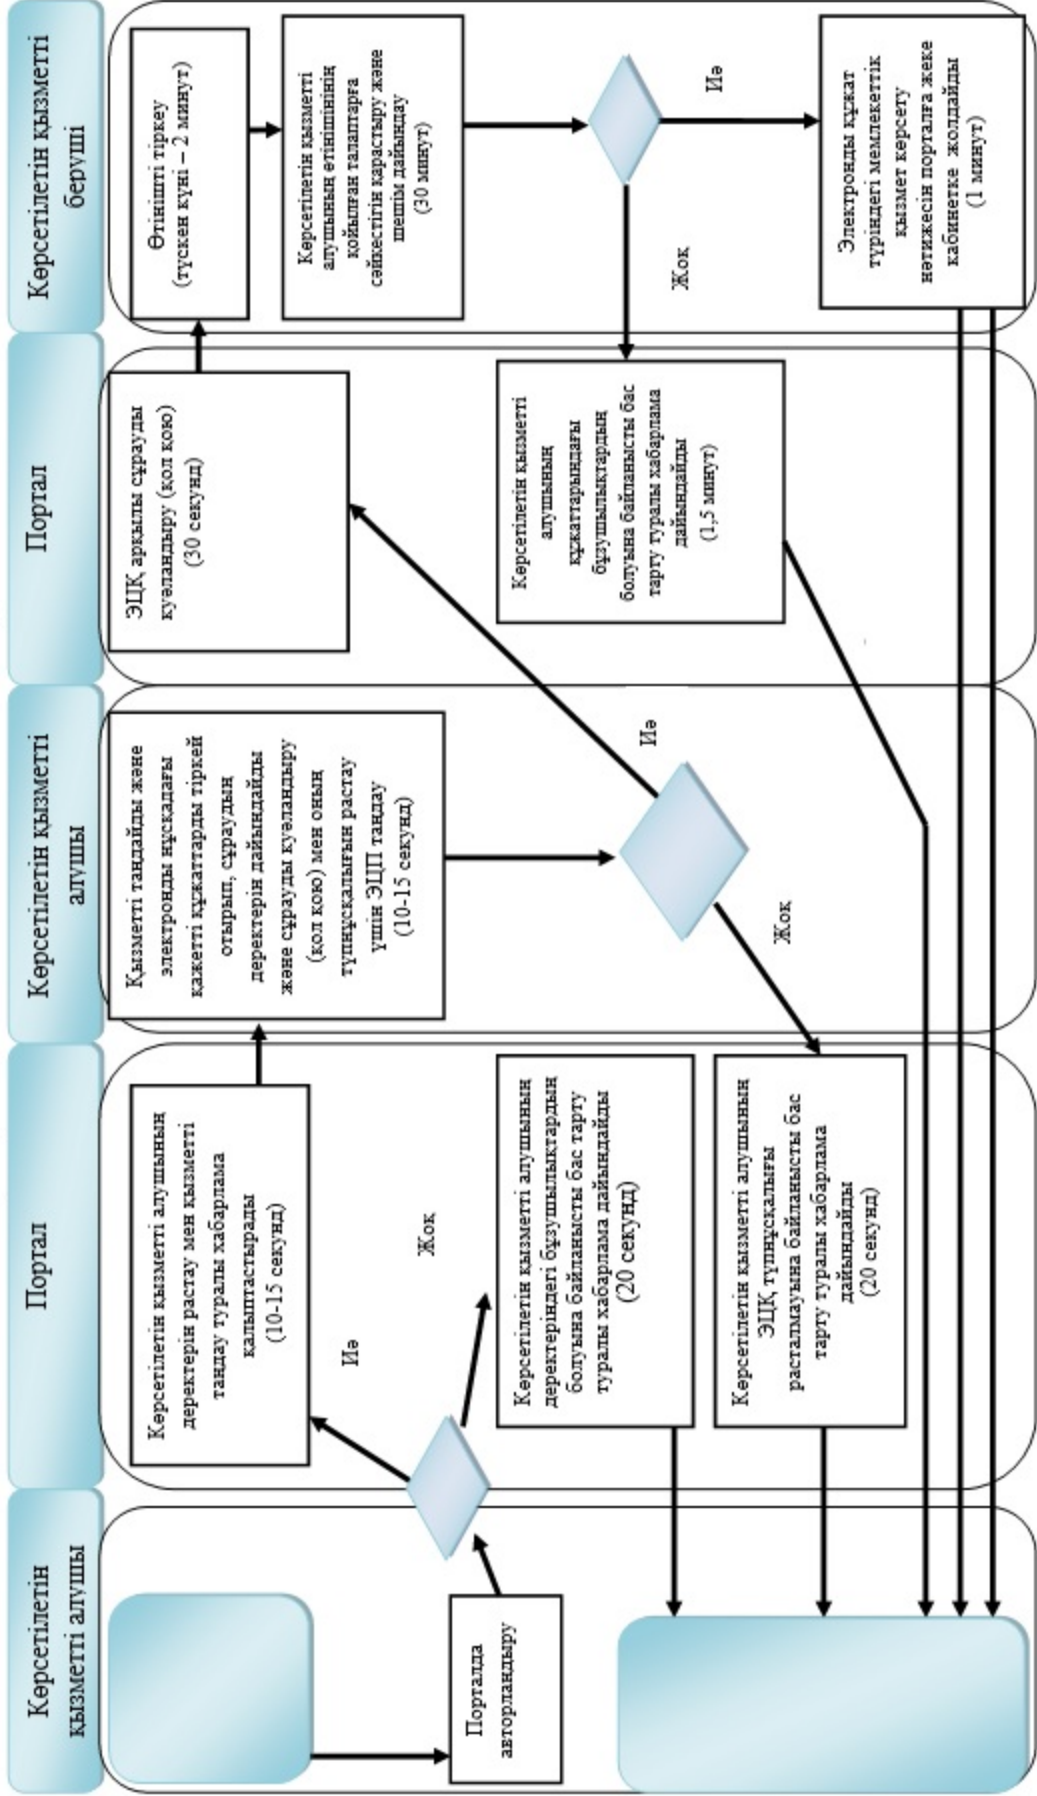 Көрсетілетін
қызметті алушы
Портал
Көрсетілетін қызметті
алушы
Портал
Көрсетілетін қызметті
беруші
Порталда
авторландыру
Көрсетілетін қызметті алушының
деректерін растау мен қызметті
таңдау туралы хабарлама
қалыптастырады
(10-15 секунд)
Иә
Жоқ
Көрсетілетін қызметті алушының
деректеріндегі бұзушылықтардың
болуына байланысты бас тарту
туралы хабарлама дайындайды
(20 секунд)
Көрсетілетін қызметті алушының
ЭЦҚ түпнұсқалығы
расталмауына байланысты бас
тарту туралы хабарлама
дайындайды
(20 секунд)
Қызметті таңдайды және
электронды нұсқадағы
қажетті құжаттарды тіркей
отырып, сұраудың
деректерін дайындайды
және сұрауды куәландыру
(қол қою) мен оның
түпнұсқалығын растау
үшін ЭЦП таңдау
(10-15 секунд)
Иә
Жоқ
ЭЦҚ арқылы сұрауды
куәландыру (қол қою)
(30 секунд)
Көрсетілетін қызметті
алушының
құжаттарындағы
бұзушылықтардың
болуына байланысты бас
тарту туралы хабарлама
дайындайды
(1,5 минут)
Өтінішті тіркеу
(түскен күні – 2 минут)
Көрсетілетін қызметті
алушының өтінішінің
қойылған талаптарға
сәйкестігін қарастыру және
шешім дайындау
(30 минут)
Иә
Жоқ
Электронды құжат
түріндегі мемлекеттік
қызмет көрсету
нәтижесін порталға жеке
кабинетке жолдайды
(1 минут)